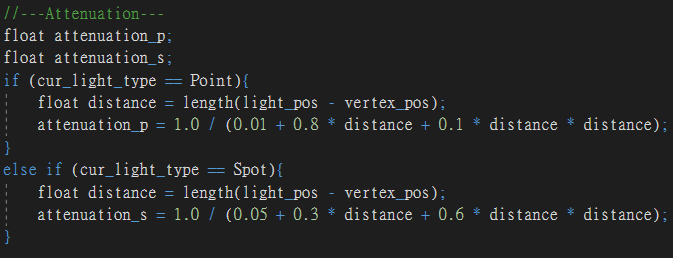 //---Attenuation---
float attenuation_p;
float attenuation_s;
if (cur_light_type == Point){
    float distance = length(light_pos - vertex_pos);
    attenuation_p = 1.0 / (0.01 + 0.8 * distance + 0.1 * distance * distance);
}
else if (cur_light_type == Spot){
    float distance = length(light_pos - vertex_pos);
    attenuation_s = 1.0 / (0.05 + 0.3 * distance + 0.6 * distance * distance);
}